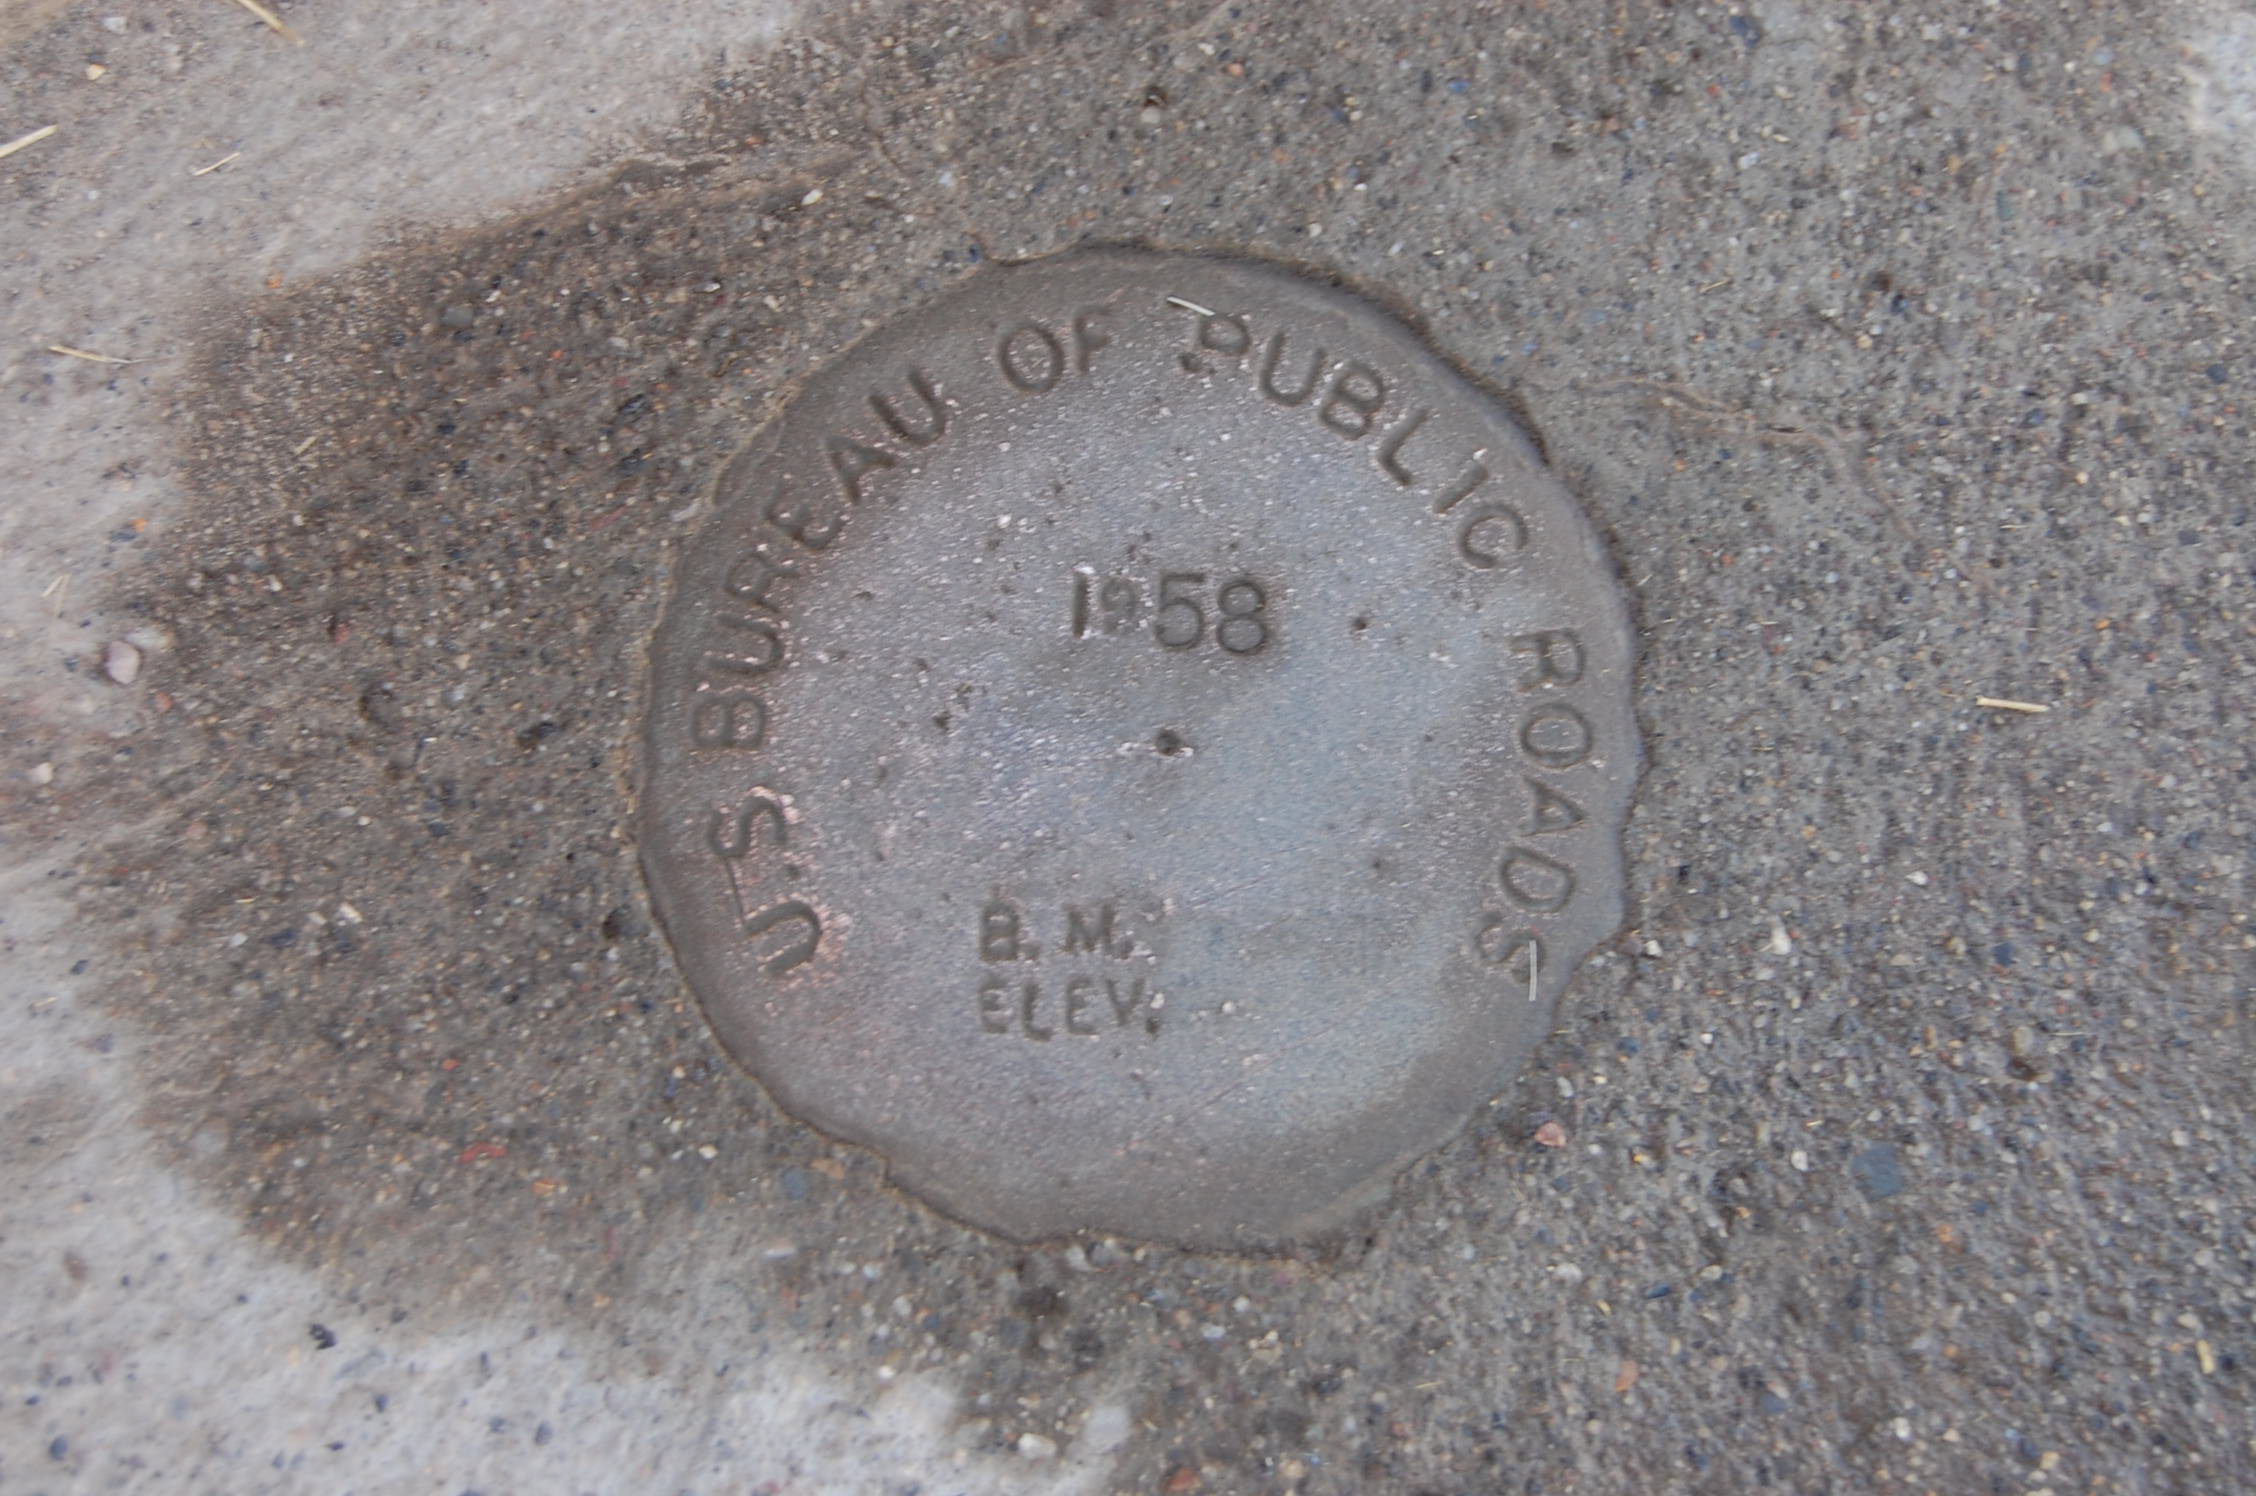 U.S BUREAU OF PUBLIC ROADS
1958
B. M.
ELEV.